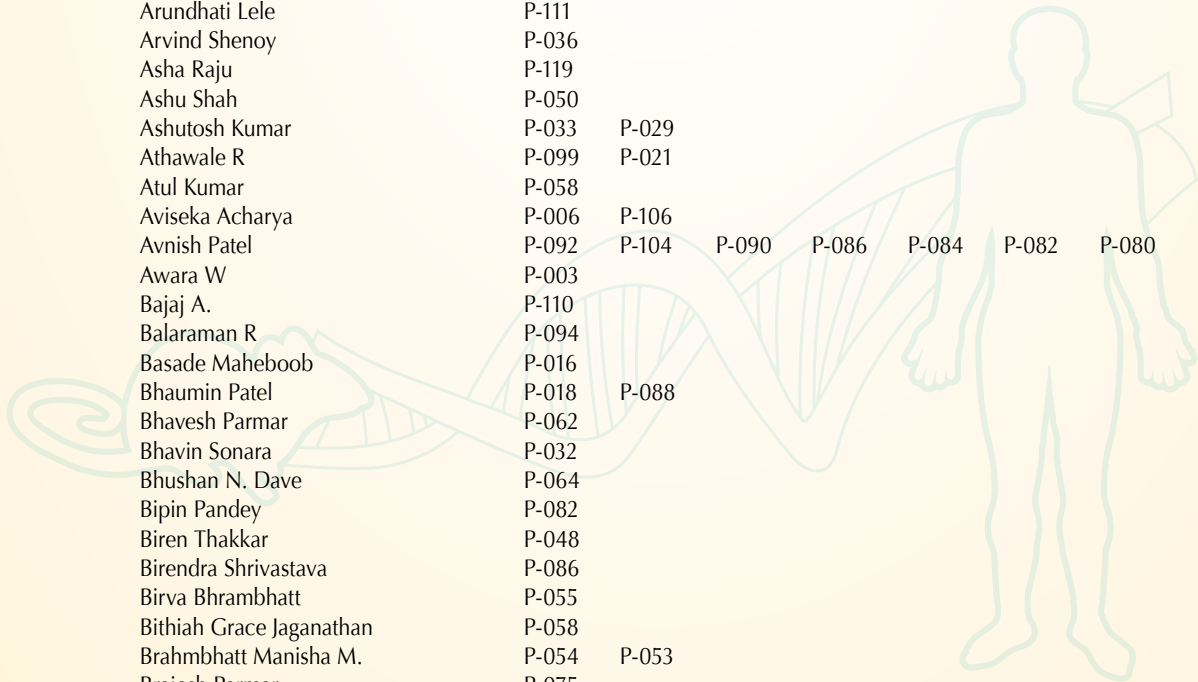 Arundhati Lele P-111
Arvind Shenoy P-036
Asha Raju P-119
Ashu Shah P-050
Ashutosh Kumar P-033 P-029
Athawale R P-099 P-021
Atul Kumar P-058
Aviseka Acharya P-006 P-106
Avnish Patel P-092 P-104 P-090 P-086 P-084 P-082 P-080
Awara W P-003
Bajaj A. P-110
Balaraman R P-094
Basade Maheboob P-016
Bhaumin Patel P-018 P-088
Bhavesh Parmar P-062
Bhavin Sonara P-032
Bhushan N. Dave P-064
Bipin Pandey P-082
Biren Thakkar P-048
Birendra Shrivastava P-086
Birva Bhrambhatt P-055
Bithiah Grace Jaganathan P-058
Brahmbhatt Manisha M. P-054 P-053